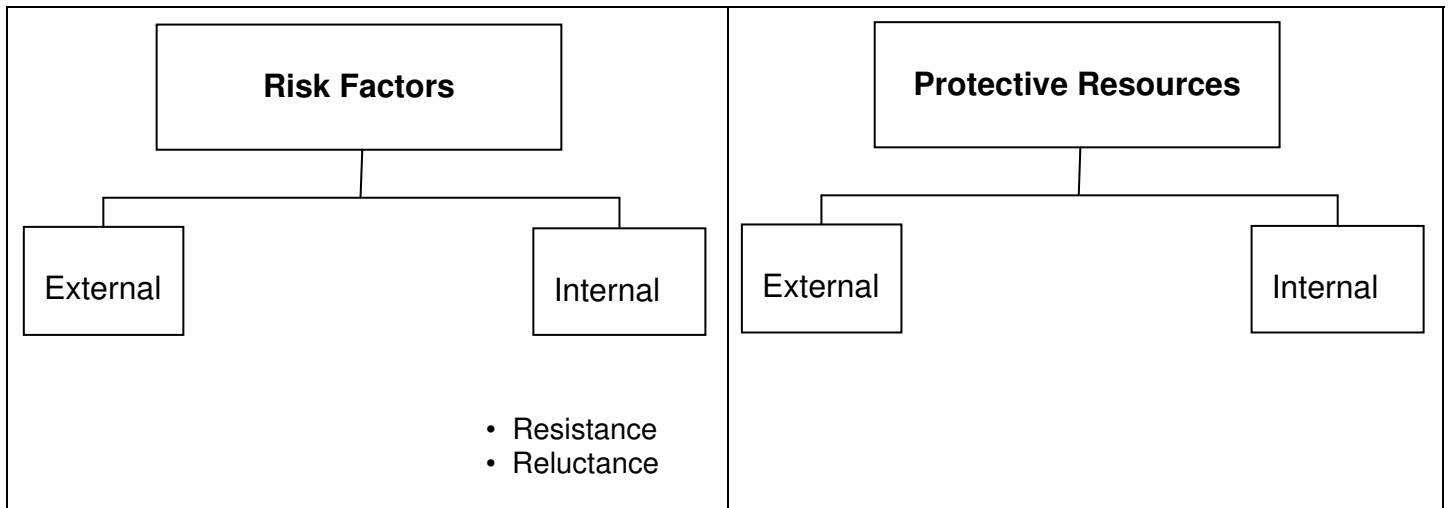 Risk Factors
External
Internal
• Resistance
• Reluctance
Protective Resources
External
Internal